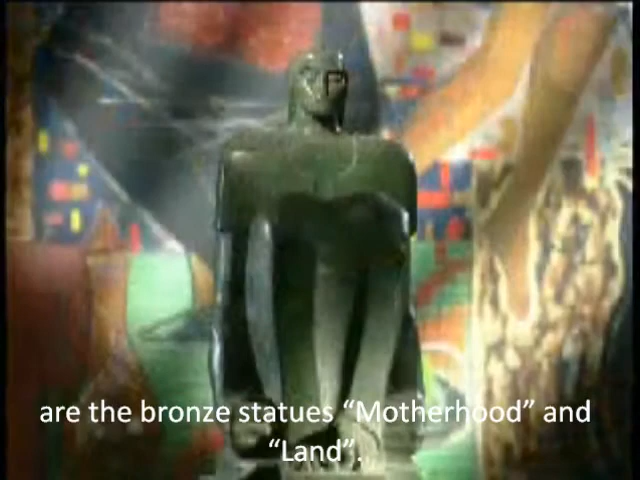 are the bronze statues “Motherhood” and
“Land”.